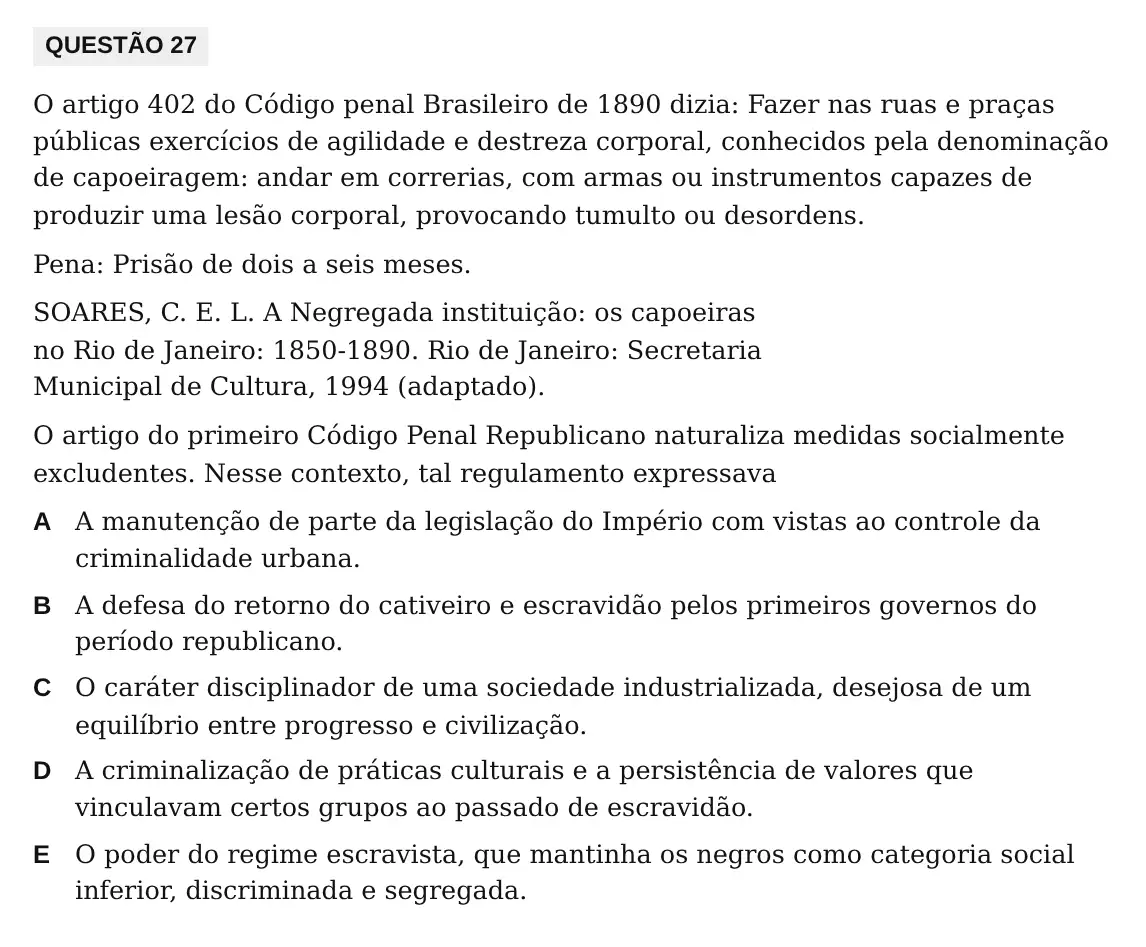 QUESTÃO 27
O artigo 402 do Código penal Brasileiro de 1890 dizia: Fazer nas ruas e praças
públicas exercícios de agilidade e destreza corporal, conhecidos pela denominação
de capoeiragem: andar em correrias, com armas ou instrumentos capazes de
produzir uma lesão corporal, provocando tumulto ou desordens.
Pena: Prisão de dois a seis meses.
SOARES, C. E. L. A Negregada instituição: os capoeiras
no Rio de Janeiro: 1850-1890. Rio de Janeiro: Secretaria
Municipal de Cultura, 1994 (adaptado).
O artigo do primeiro Código Penal Republicano naturaliza medidas socialmente
excludentes. Nesse contexto, tal regulamento expressava
A A manutenção de parte da legislação do Império com vistas ao controle da
criminalidade urbana.
B A defesa do retorno do cativeiro e escravidão pelos primeiros governos do
período republicano.
C O caráter disciplinador de uma sociedade industrializada, desejosa de um
equilíbrio entre progresso e civilização.
D A criminalização de práticas culturais e a persistência de valores que
vinculavam certos grupos ao passado de escravidão.
E O poder do regime escravista, que mantinha os negros como categoria social
inferior, discriminada e segregada.